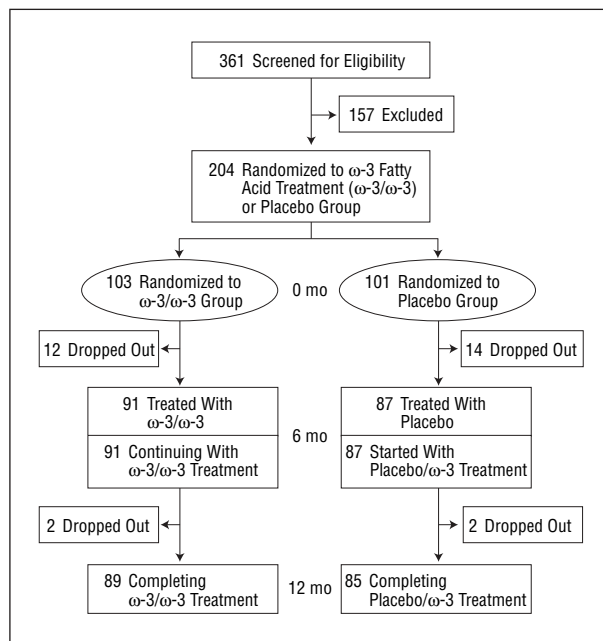 361 Screened for Eligibility
157 Excluded
204 Randomized to ω-3 Fatty
Acid Treatment (ω-3/ω-3)
or Placebo Group
103 Randomized to
ω-3/ω-3 Group
0 mo
101 Randomized to
Placebo Group
12 Dropped Out
14 Dropped Out
91 Treated With
ω-3/ω-3
91 Continuing With
ω-3/ω-3 Treatment
6 mo
87 Treated With
Placebo
87 Started With
Placebo/ω-3 Treatment
2 Dropped Out
2 Dropped Out
89 Completing
ω-3/ω-3 Treatment
12 mo
85 Completing
Placebo/ω-3 Treatment